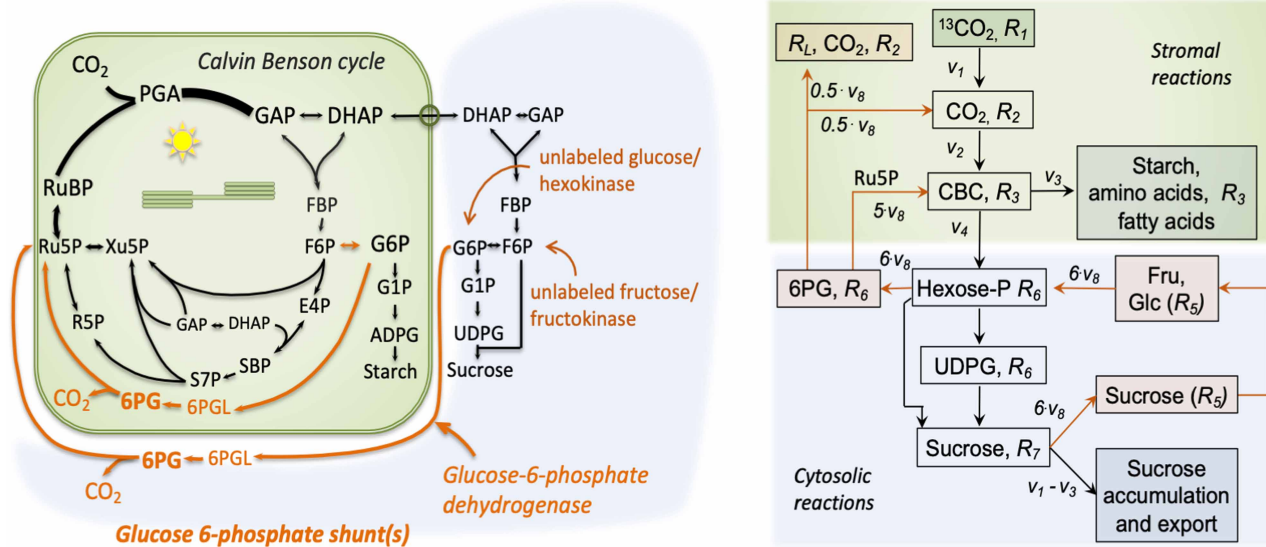 Calvin Benson cycle
CO2
PGA
GAP
DHAP
DHAP
GAP
unlabeled glucose/
hexokinase
RuBP
FBP
FBP
Ru5P
Xu5P
F6P
G6P
G6P
F6P
G1P
G1P
unlabeled fructose/
fructokinase
E4P
R5P
GAP
DHAP
ADPG
UDPG
SBP
S7P
Starch
Sucrose
CO2
6PG
6PGL
6PG
6PGL
CO2
Glucose-6-phosphate
dehydrogenase
Glucose 6-phosphate shunt(s)
RL, CO2, R2
13CO2, R1
Stromal
reactions
v1
0.5· v8
0.5· v8
CO2, R2
v2
Ru5P
5·v8
CBC, R3
v3
Starch,
amino acids, R3
fatty acids
v4
6PG, R6
6·v8
Hexose-P R6
6·v8
Fru,
Glc (R5)
UDPG, R6
6·v8
Sucrose (R5)
Sucrose, R7
v1 - v3
Cytosolic
reactions
Sucrose
accumulation
and export